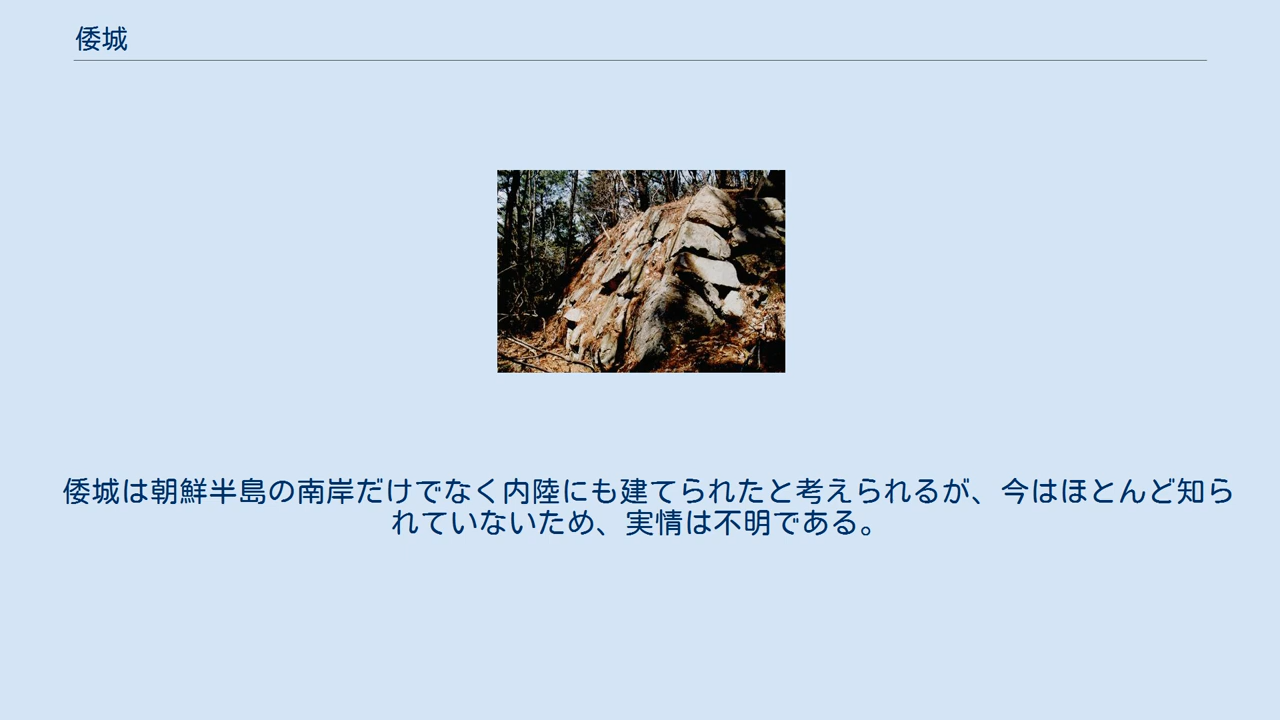 倭城
倭城は朝鮮半島の南岸だけでなく内陸にも建てられたと考えられるが、今はほとんど知ら
れていないため、実情は不明である。